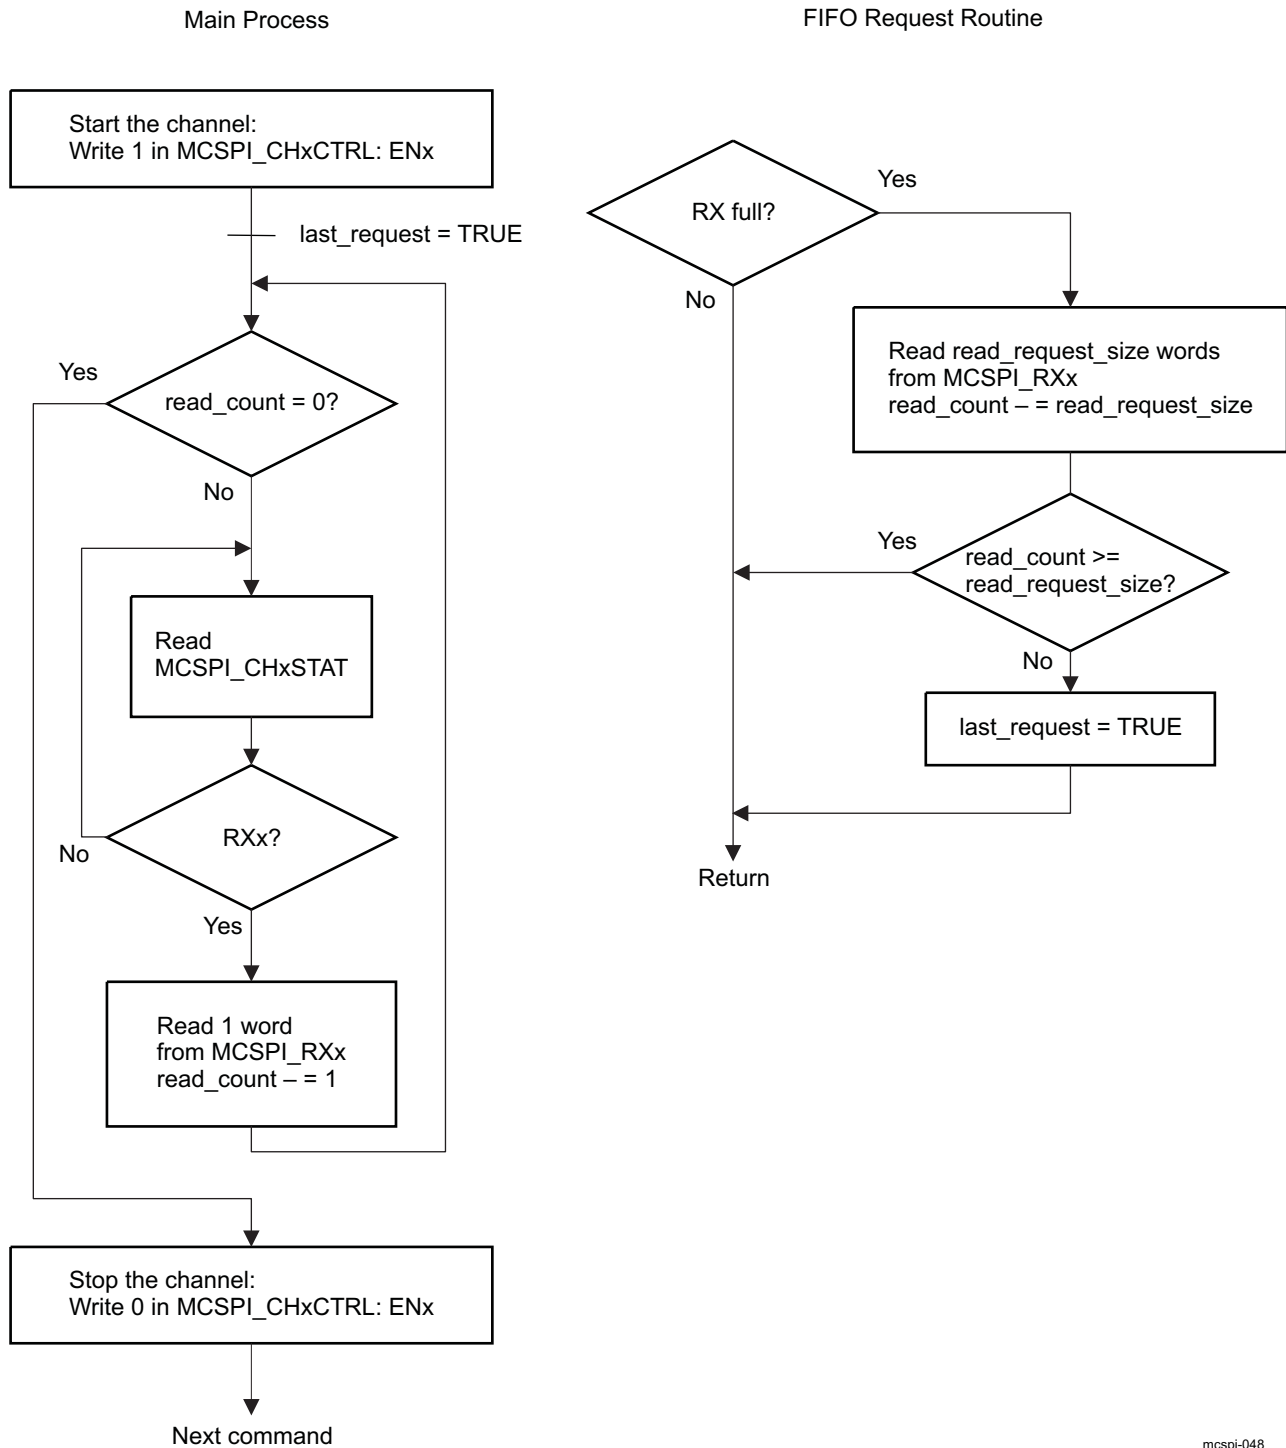 Main Process
Start the channel:
Write 1 in MCSPI_CHxCTRL: ENx
last_request = TRUE
Yes
read_count = 0?
No
Read
MCSPI_CHxSTAT
RXx?
No
Yes
Read 1 word
from MCSPI_RXx
read_count – = 1
Stop the channel:
Write 0 in MCSPI_CHxCTRL: ENx
Next command
FIFO Request Routine
Yes
RX full?
No
Read read_request_size words
from MCSPI_RXx
read_count – = read_request_size
Yes
read_count >=
read_request_size?
No
last_request = TRUE
Return
mcspi-048